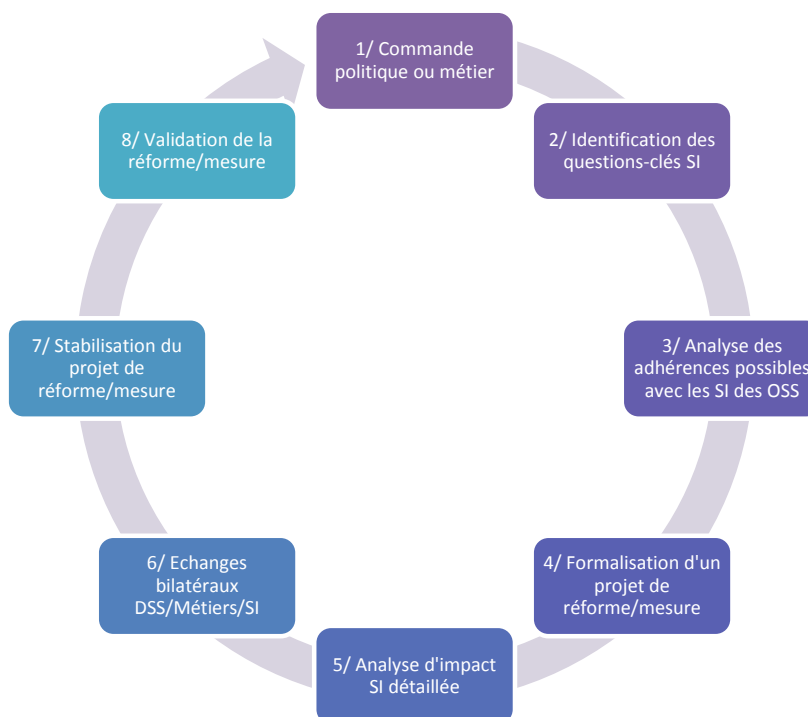 1/ Commande
politique ou métier
2/ Identification des
questions-clés SI
3/ Analyse des
adhérences possibles
avec les SI des OSS
4/ Formalisation d'un
projet de
réforme/mesure
5/ Analyse d'impact
SI détaillée
6/ Echanges
bilatéraux
DSS/Métiers/SI
7/ Stabilisation du
projet de
réforme/mesure
8/ Validation de la
réforme/mesure